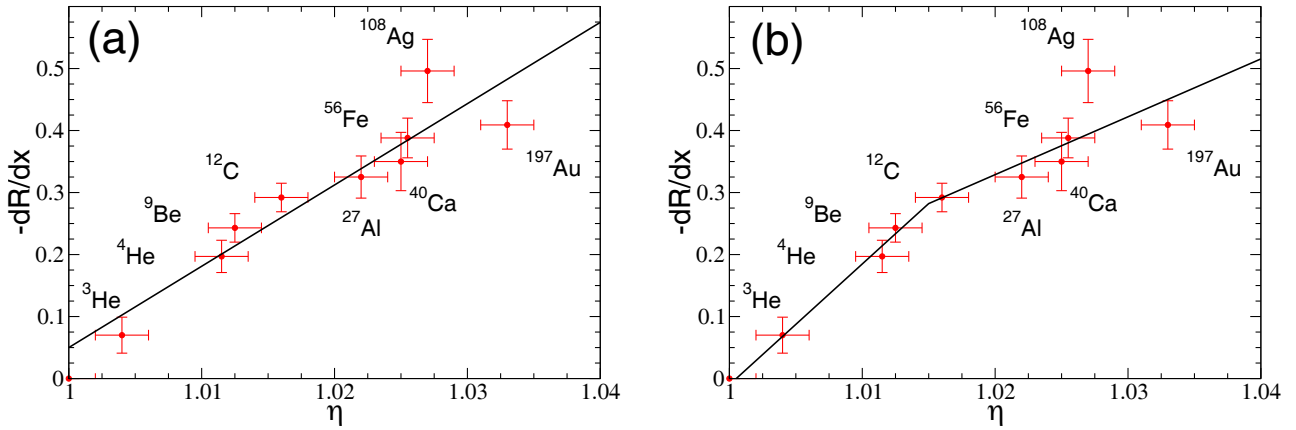 (a)
-dR/dx
0.5
0.4
0.3
0.2
0.1
0
¹⁰⁸Ag
⁵⁶Fe
¹²C
¹⁹⁷Au
⁴⁰Ca
⁹Be
²⁷Al
⁴He
³He
1 1.01 1.02 1.03 1.04
η
(b)
-dR/dx
0.5
0.4
0.3
0.2
0.1
0
¹⁰⁸Ag
⁵⁶Fe
¹²C
¹⁹⁷Au
⁴⁰Ca
⁹Be
²⁷Al
⁴He
³He
1 1.01 1.02 1.03 1.04
η